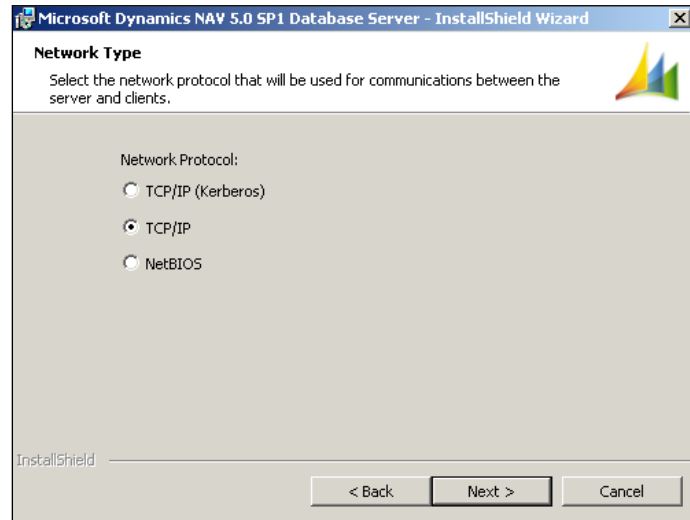 Microsoft Dynamics NAV 5.0 SP1 Database Server - InstallShield Wizard
Network Type
Select the network protocol that will be used for communications between the
server and clients.
Network Protocol:
TCP/IP (Kerberos)
TCP/IP
NetBIOS
InstallShield
< Back Next > Cancel